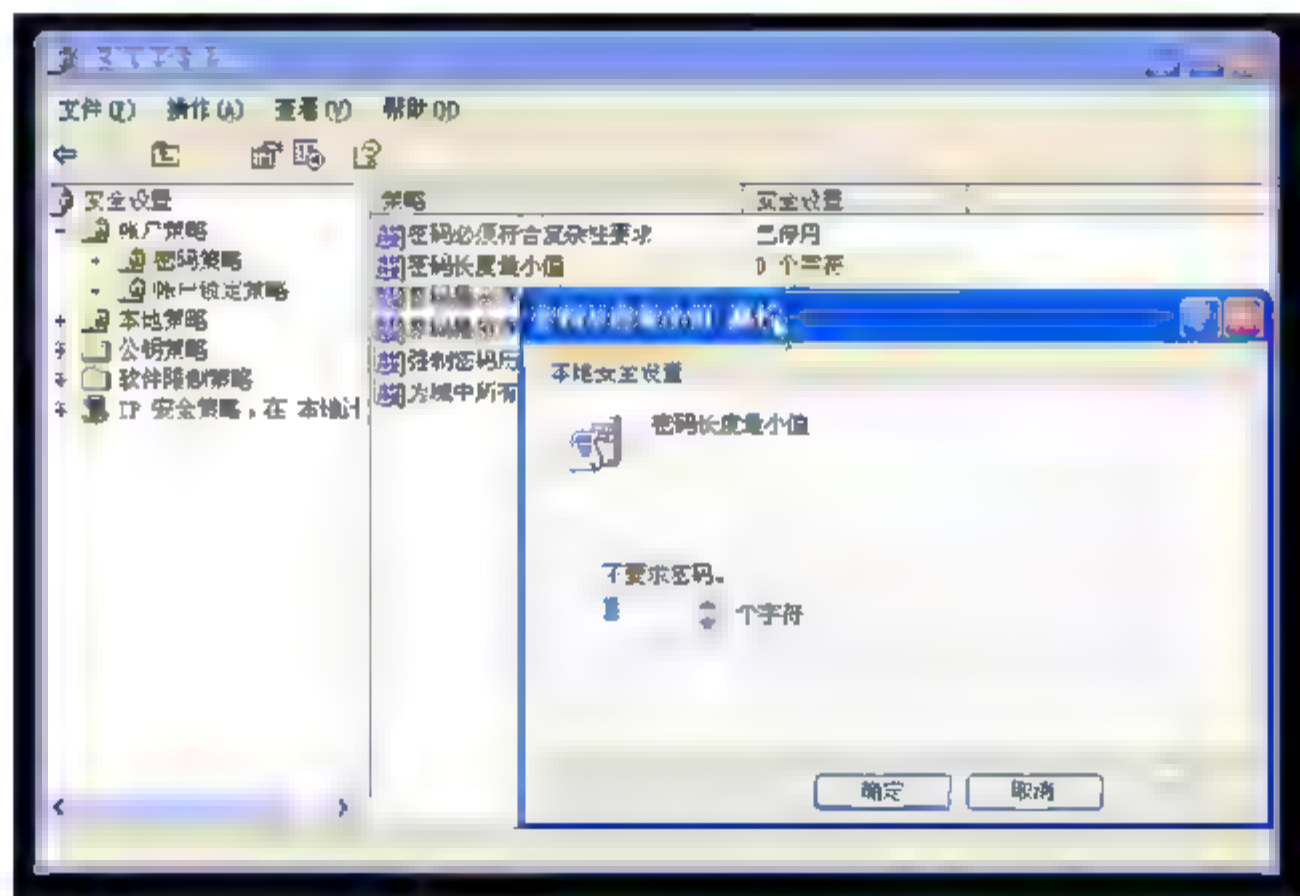 文件(F) 操作(A) 查看(V) 帮助(H)
安全设置
帐户策略
密码策略
帐户锁定策略
本地策略
公钥策略
软件限制策略
IP 安全策略，在 本地计
策略 安全设置
密码必须符合复杂性要求 已停用
密码长度最小值 0 个字符
强制密码历
为域中所有
本地安全设置
密码长度最小值
不要求密码。
个字符
确定 取消